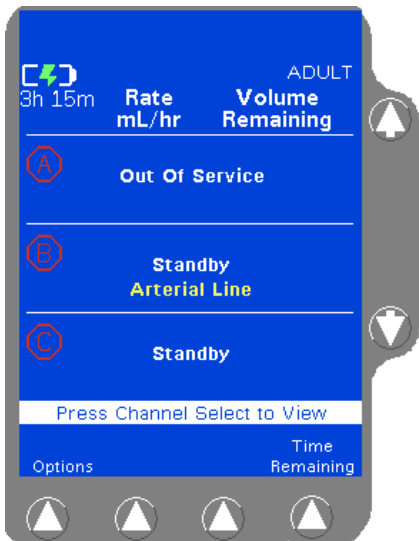 ADULT
3h 15m Rate Volume
mL/hr Remaining
A
Out Of Service
B
Standby
Arterial Line
C
Standby
Press Channel Select to View
Time
Options Remaining